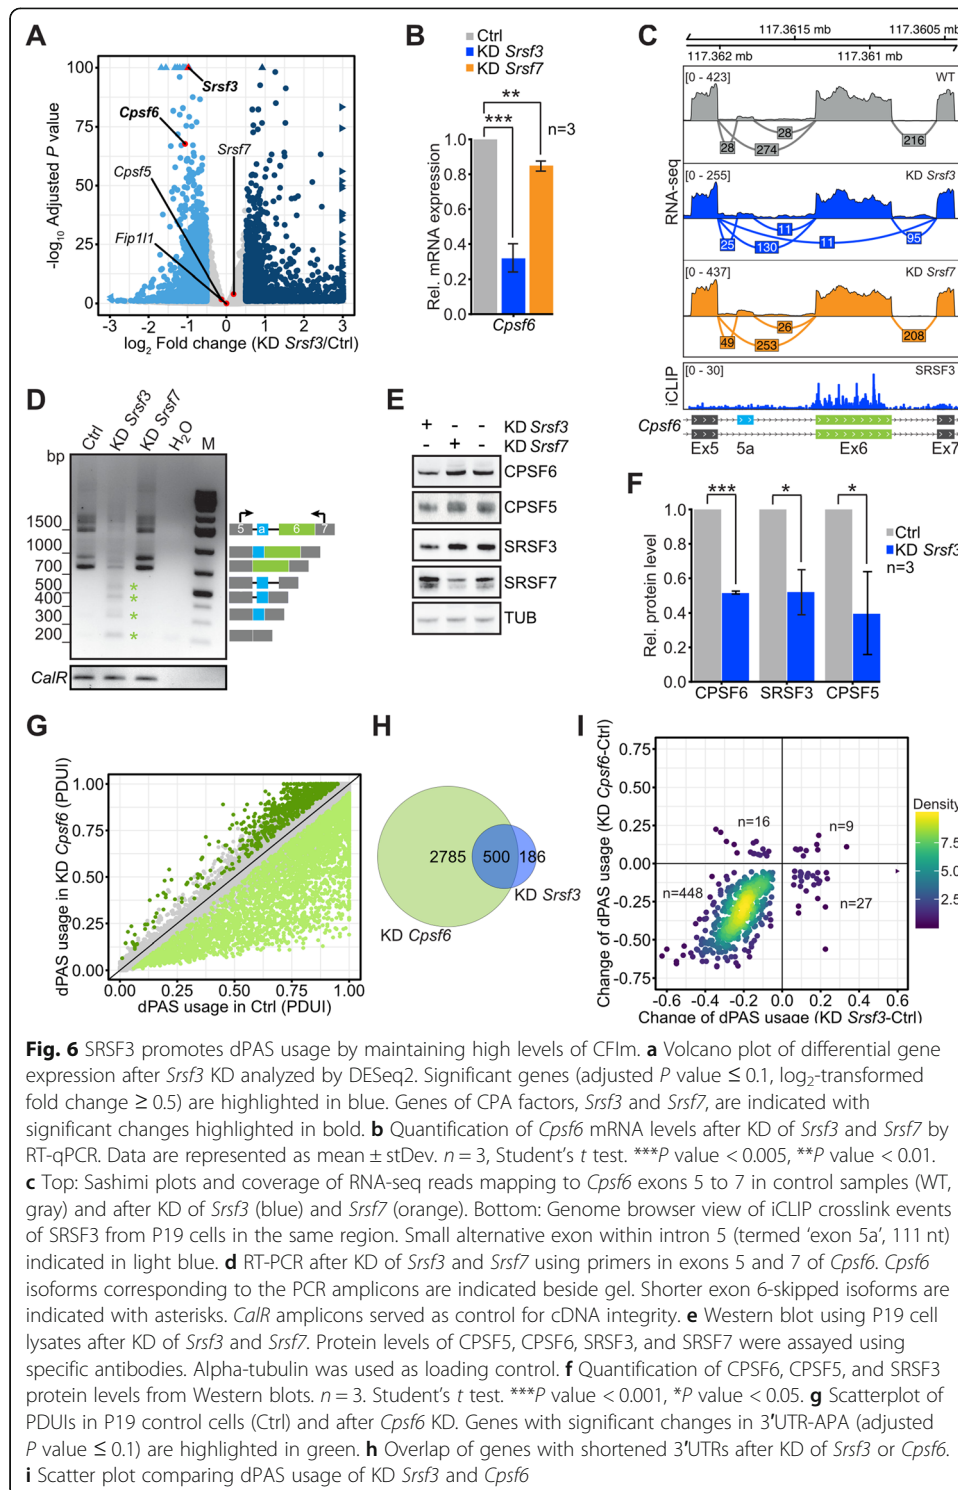 A
B
C
Ctrl
KD Srsf3
KD Srsf7
-log10 Adjusted P value
100
75
50
25
0
Srsf3
Cpsf6
Cpsf5
Srsf7
Fip1l1
-3 -2 -1 0 1 2 3
log2 Fold change (KD Srsf3/Ctrl)
Rel. mRNA expression
1.0
0.8
0.6
0.4
0.2
0.0
**
***
n=3
Cpsf6
117.3615 mb 117.3605 mb
117.362 mb 117.361 mb
RNA-seq
[0 - 423] WT
28 274 28 216
[0 - 255] KD Srsf3
25 130 11 11 95
[0 - 437] KD Srsf7
49 253 26 208
iCLIP
[0 - 30] SRSF3
Cpsf6
Ex5 5a Ex6 Ex7
D
Ctrl
KD Srsf3
KD Srsf7
H2O
M
bp
1500
1000
700
500
400
300
200
*
*
*
*
5 a 6 7
CalR
E
+ - - KD Srsf3
- + - KD Srsf7
CPSF6
CPSF5
SRSF3
SRSF7
TUB
F
Rel. protein level
1.0
0.8
0.6
0.4
0.2
0.0
*** * *
Ctrl
KD Srsf3
n=3
CPSF6 SRSF3 CPSF5
G
dPAS usage in KD Cpsf6 (PDUI)
1.00
0.75
0.50
0.25
0.00
0.00 0.25 0.50 0.75 1.00
dPAS usage in Ctrl (PDUI)
H
2785 500 186
KD Srsf3
KD Cpsf6
I
Change of dPAS usage (KD Cpsf6-Ctrl)
0.75
0.50
0.25
0.00
-0.25
-0.50
-0.75
n=16
n=9
n=448
n=27
-0.6 -0.4 -0.2 0.0 0.2 0.4 0.6
Change of dPAS usage (KD Srsf3-Ctrl)
Density
7.5
5.0
2.5
Fig. 6 SRSF3 promotes dPAS usage by maintaining high levels of CFIm. a Volcano plot of differential gene
expression after Srsf3 KD analyzed by DESeq2. Significant genes (adjusted P value ≤ 0.1, log2-transformed
fold change ≥ 0.5) are highlighted in blue. Genes of CPA factors, Srsf3 and Srsf7, are indicated with
significant changes highlighted in bold. b Quantification of Cpsf6 mRNA levels after KD of Srsf3 and Srsf7 by
RT-qPCR. Data are represented as mean ± stDev. n = 3, Student's t test. ***P value < 0.005, **P value < 0.01.
c Top: Sashimi plots and coverage of RNA-seq reads mapping to Cpsf6 exons 5 to 7 in control samples (WT,
gray) and after KD of Srsf3 (blue) and Srsf7 (orange). Bottom: Genome browser view of iCLIP crosslink events
of SRSF3 from P19 cells in the same region. Small alternative exon within intron 5 (termed 'exon 5a', 111 nt)
indicated in light blue. d RT-PCR after KD of Srsf3 and Srsf7 using primers in exons 5 and 7 of Cpsf6. Cpsf6
isoforms corresponding to the PCR amplicons are indicated beside gel. Shorter exon 6-skipped isoforms are
indicated with asterisks. CalR amplicons served as control for cDNA integrity. e Western blot using P19 cell
lysates after KD of Srsf3 and Srsf7. Protein levels of CPSF5, CPSF6, SRSF3, and SRSF7 were assayed using
specific antibodies. Alpha-tubulin was used as loading control. f Quantification of CPSF6, CPSF5, and SRSF3
protein levels from Western blots. n = 3. Student's t test. ***P value < 0.001, *P value < 0.05. g Scatterplot of
PDUIs in P19 control cells (Ctrl) and after Cpsf6 KD. Genes with significant changes in 3′UTR-APA (adjusted
P value ≤ 0.1) are highlighted in green. h Overlap of genes with shortened 3′UTRs after KD of Srsf3 or Cpsf6.
i Scatter plot comparing dPAS usage of KD Srsf3 and Cpsf6